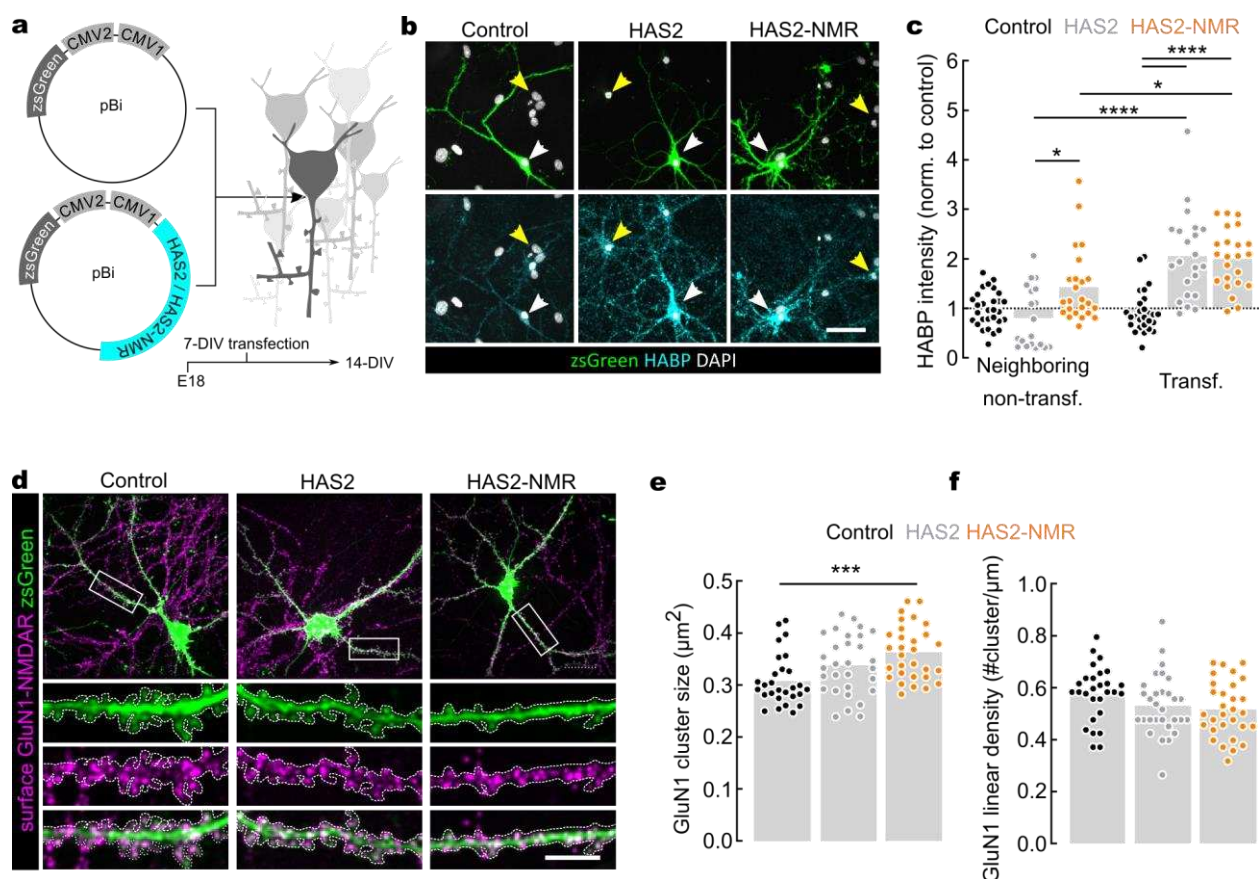 a
CMV2-CMV1
zsGreen
pBi
CMV2-CMV1
zsGreen
pBi
HAS2 / HAS2-NMR
7-DIV transfection
E18
14-DIV
b
Control HAS2 HAS2-NMR
zsGreen HABP DAPI
c
Control HAS2 HAS2-NMR
HABP intensity (norm. to control)
6
5
4
3
2
1
0
****
*
****
*
Neighboring
non-transf.
Transf.
d
Control HAS2 HAS2-NMR
surface GluN1-NMDAR zsGreen
e
f
Control HAS2 HAS2-NMR
GluN1 cluster size (µm2)
0.5
0.4
0.3
0.2
0.1
0.0
***
GluN1 linear density (#cluster/µm)
1.0
0.8
0.6
0.4
0.2
0.0